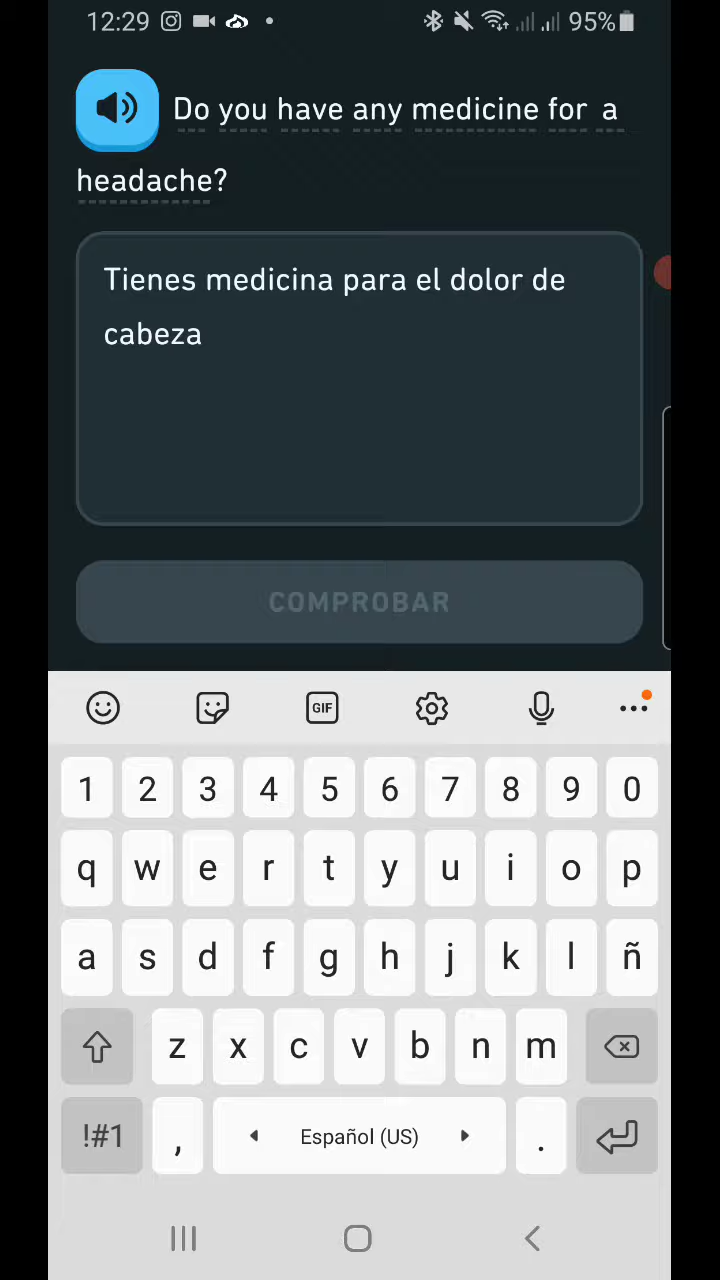 12:29 95%
Do you have any medicine for a
headache?
Tienes medicina para el dolor de
cabeza
COMPROBAR
GIF
1 2 3 4 5 6 7 8 9 0
q w e r t y u i o p
a s d f g h j k l ñ
z x c v b n m
!#1 , Español (US) .